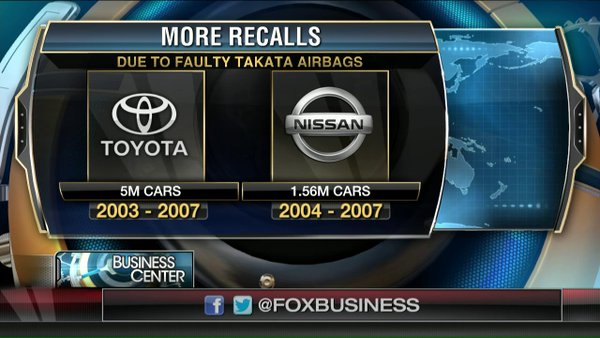 MORE RECALLS
DUE TO FAULTY TAKATA AIRBAGS
TOYOTA
NISSAN
5M CARS
1.56M CARS
2003 - 2007
2004 - 2007
BUSINESS
CENTER
@FOXBUSINESS